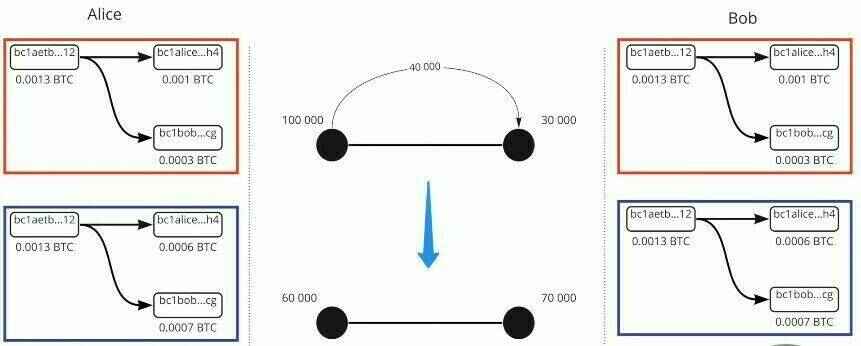 Alice
bc1aetb...12
bc1alice...h4
0.0013 BTC
0.001 BTC
bc1bob...cg
0.0003 BTC
bc1aetb...12
bc1alice...h4
0.0013 BTC
0.0006 BTC
bc1bob...cg
0.0007 BTC
40 000
100 000
30 000
60 000
70 000
Bob
bc1aetb...12
bc1alice...h4
0.0013 BTC
0.001 BTC
bc1bob...cg
0.0003 BTC
bc1aetb...12
bc1alice...h4
0.0013 BTC
0.0006 BTC
bc1bob...cg
0.0007 BTC